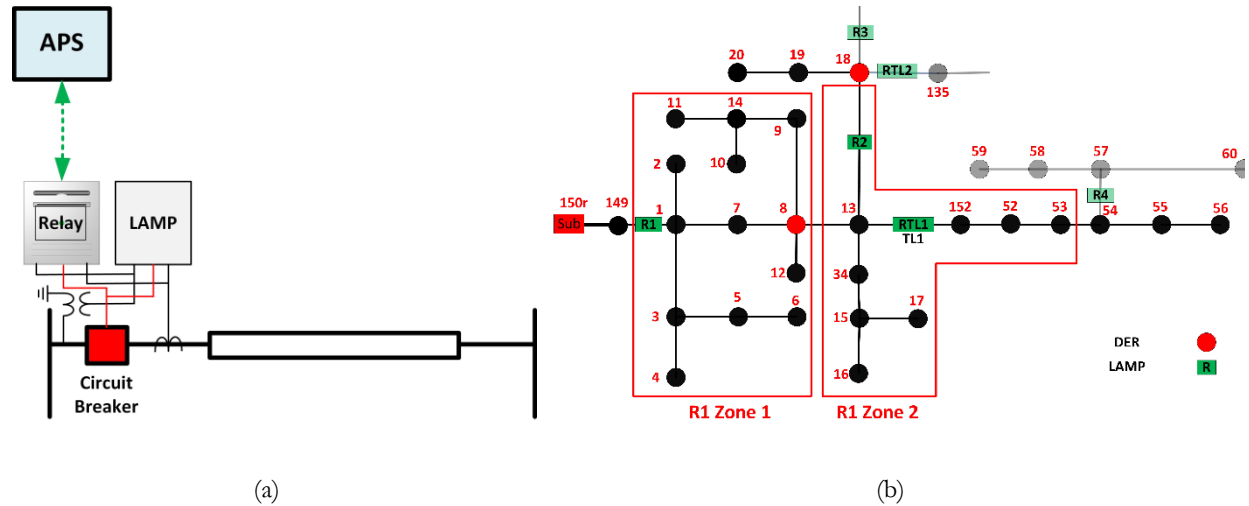 APS
Relay
LAMP
Circuit
Breaker
(a)
R3
20
19
18
RTL2
135
11
14
9
R2
2
10
59
58
57
60
150r
149
R4
Sub
R1
1
7
8
13
RTL1
TL1
152
52
53
54
55
56
12
34
3
5
6
15
17
4
16
DER
LAMP
R
R1 Zone 1
R1 Zone 2
(b)